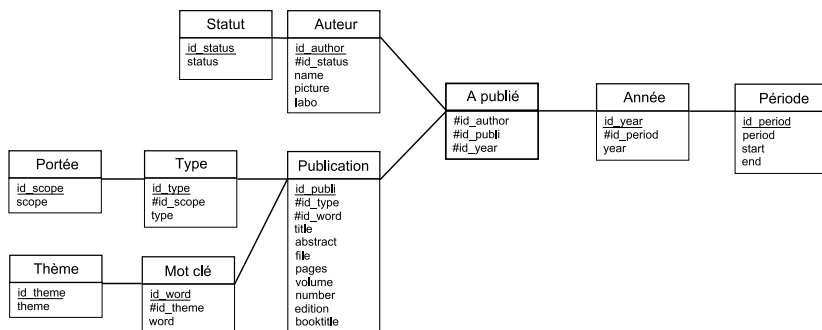 Statut
id_status
status
Auteur
id_author
#id_status
name
picture
labo
A publié
#id_author
#id_publi
#id_year
Année
id_year
#id_period
year
Période
id_period
period
start
end
Portée
id_scope
scope
Type
id_type
#id_scope
type
Publication
id_publi
#id_type
#id_word
title
abstract
file
pages
volume
number
edition
booktitle
Thème
id_theme
theme
Mot clé
id_word
#id_theme
word